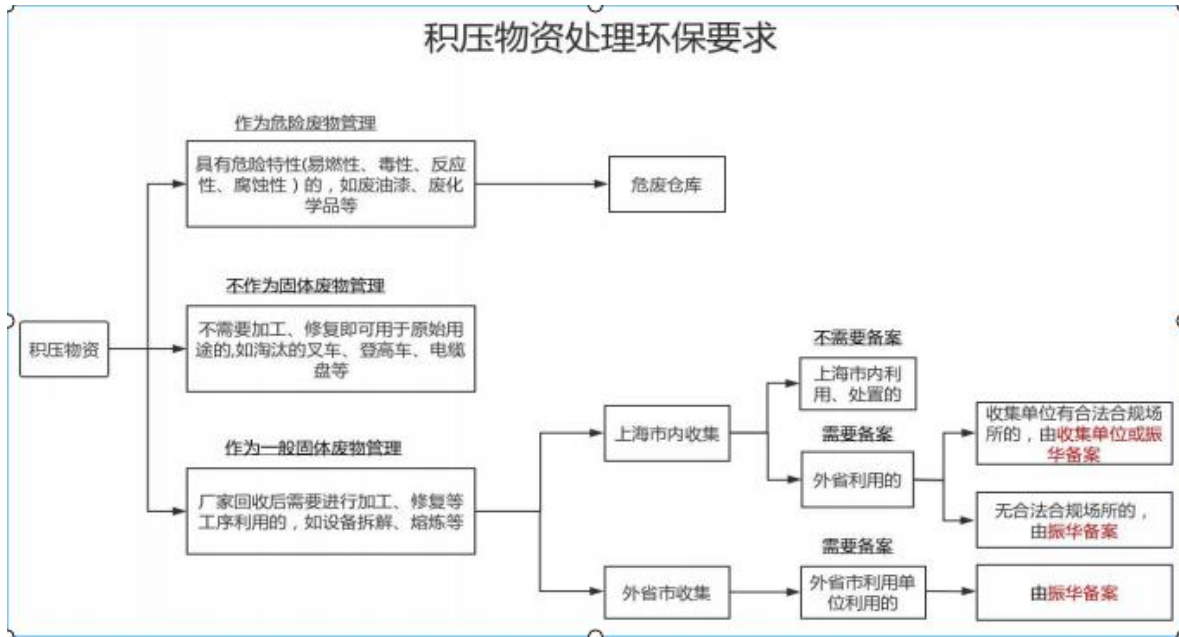 积压物资处理环保要求
作为危险废物管理
具有危险特性(易燃性、毒性、反应
性、腐蚀性）的，如废油漆、废化
学品等
危废仓库
不作为固体废物管理
不需要加工、修复即可用于原始用
途的,如淘汰的叉车、登高车、电缆
盘等
积压物资
作为一般固体废物管理
厂家回收后需要进行加工、修复等
工序利用的，如设备拆解、熔炼等
上海市内收集
不需要备案
上海市内利
用、处置的
需要备案
外省利用的
收集单位有合法合规场
所的，由收集单位或振
华备案
无合法合规场所的，
由振华备案
外省市收集
需要备案
外省市利用单
位利用的
由振华备案